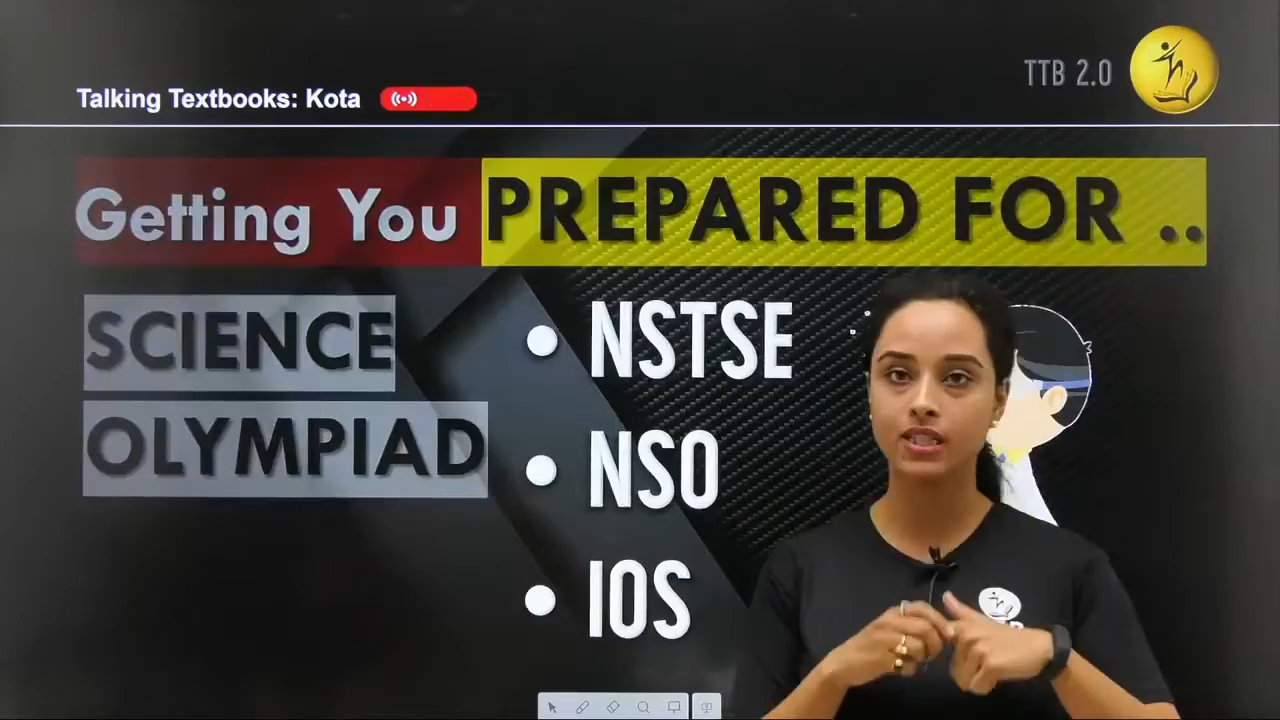 TTB 2.0
Talking Textbooks: Kota
Getting You PREPARED FOR ..
SCIENCE
OLYMPIAD
• NSTSE
• NSO
• IOS